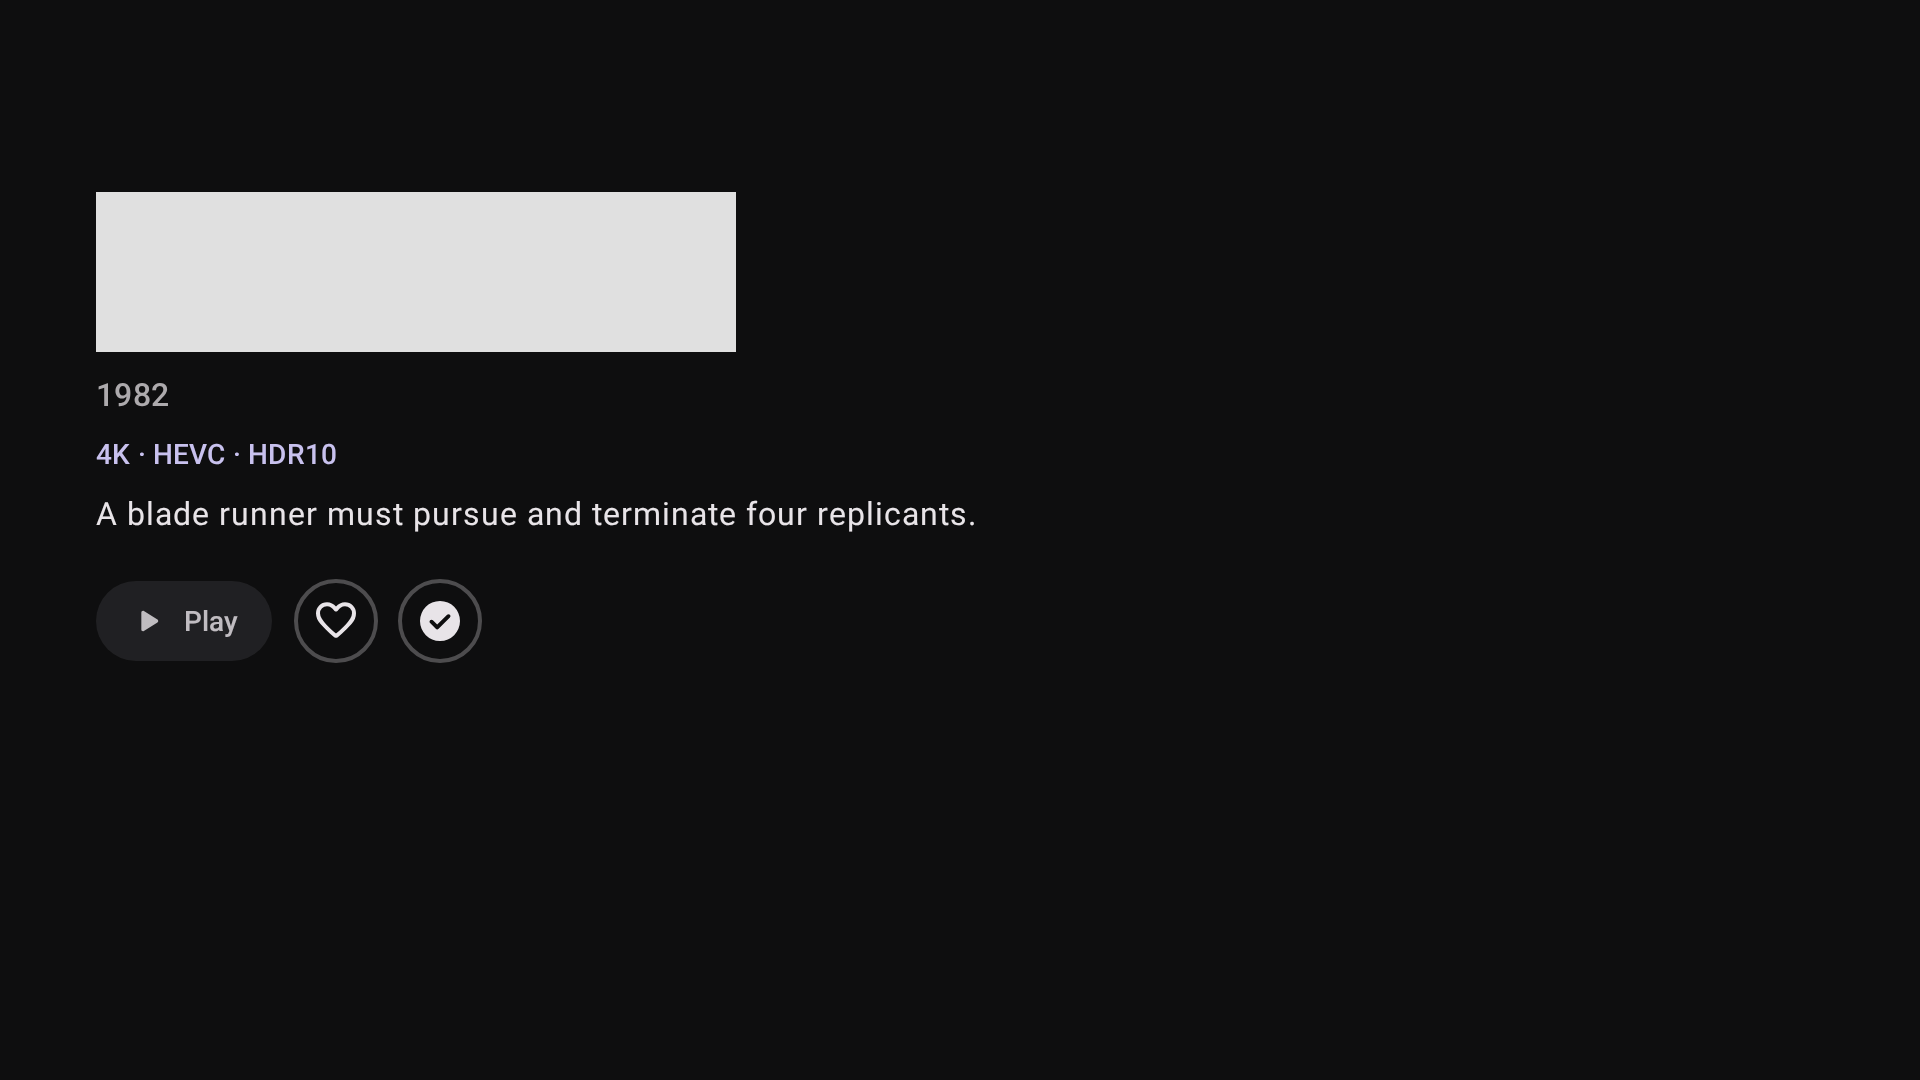 1982
4K · HEVC · HDR10
A blade runner must pursue and terminate four replicants.
Play